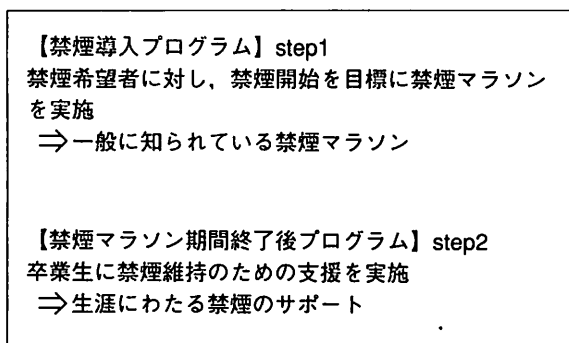 【禁煙導入プログラム】step1
禁煙希望者に対し，禁煙開始を目標に禁煙マラソン
を実施
⇒一般に知られている禁煙マラソン
【禁煙マラソン期間終了後プログラム】step2
卒業生に禁煙維持のための支援を実施
⇒生涯にわたる禁煙のサポート